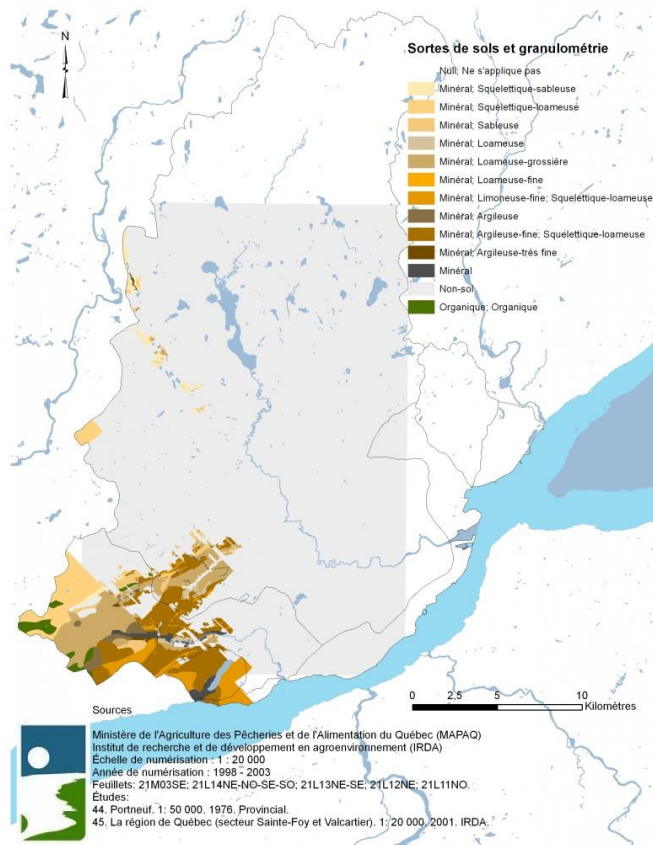 N
Sortes de sols et granulométrie
Null; Ne s'applique pas
Minéral; Squelettique-sableuse
Minéral; Squelettique-loameuse
Minéral; Sableuse
Minéral; Loameuse
Minéral; Loameuse-grossière
Minéral; Loameuse-fine
Minéral; Limoneuse-fine; Squelettique-loameuse
Minéral; Argileuse
Minéral; Argileuse-fine; Squelettique-loameuse
Minéral; Argileuse-très fine
Minéral
Non-sol
Organique; Organique
0 2,5 5 10
Kilomètres
Sources
Ministère de l'Agriculture des Pêcheries et de l'Alimentation du Québec (MAPAQ)
Institut de recherche et de développement en agroenvironnement (IRDA)
Échelle de numérisation : 1 : 20 000
Année de numérisation : 1998 - 2003
Feuillets: 21M03SE; 21L14NE-NO-SE-SO; 21L13NE-SE; 21L12NE; 21L11NO.
Études:
44. Portneuf. 1: 50 000. 1976. Provincial.
45. La région de Québec (secteur Sainte-Foy et Valcartier). 1: 20 000. 2001. IRDA.